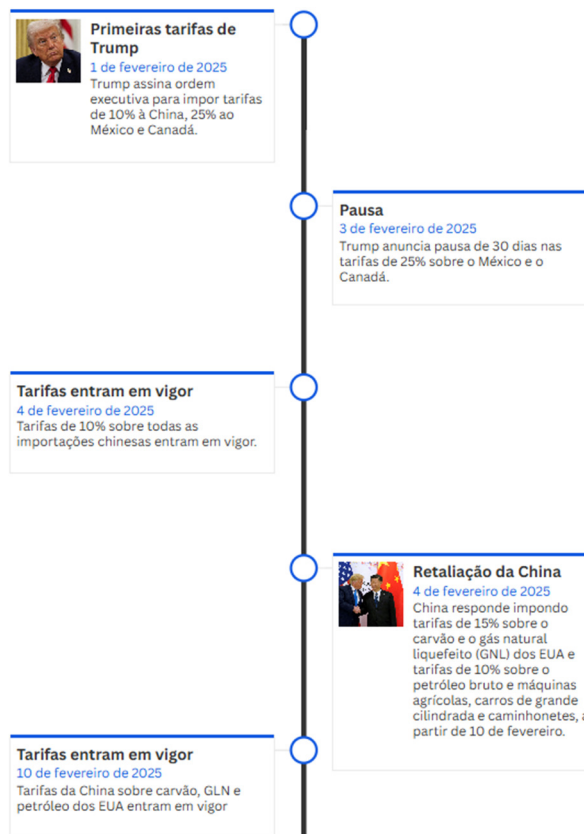 Primeiras tarifas de
Trump
1 de fevereiro de 2025
Trump assina ordem
executiva para impor tarifas
de 10% à China, 25% ao
México e Canadá.
Pausa
3 de fevereiro de 2025
Trump anuncia pausa de 30 dias nas
tarifas de 25% sobre o México e o
Canadá.
Tarifas entram em vigor
4 de fevereiro de 2025
Tarifas de 10% sobre todas as
importações chinesas entram em vigor.
Retaliação da China
4 de fevereiro de 2025
China responde impondo
tarifas de 15% sobre o
carvão e o gás natural
liquefeito (GNL) dos EUA e
tarifas de 10% sobre o
petróleo bruto e máquinas
agrícolas, carros de grande
cilindrada e caminhonetes, a
partir de 10 de fevereiro.
Tarifas entram em vigor
10 de fevereiro de 2025
Tarifas da China sobre carvão, GLN e
petróleo dos EUA entram em vigor